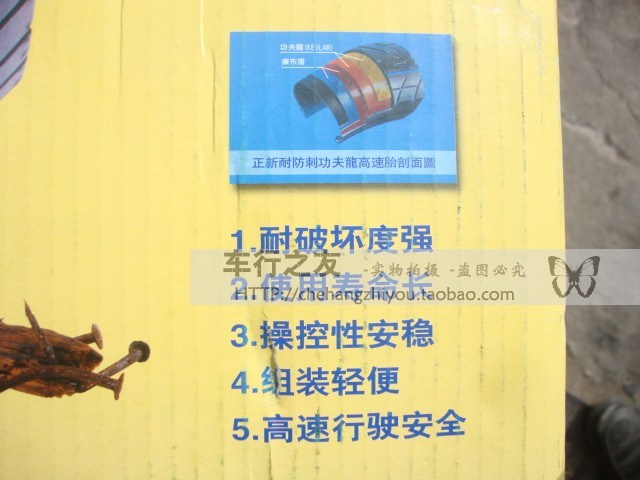 功夫龍(KEVLAR)
簾布層
正新耐防刺功夫龍高速胎剖面圖
1.耐破坏度强
车行之友 -实物拍摄 -盗图必究
2.使用寿命长
HTTP://chehangzhiyou.taobao.com
3.操控性安稳
4.组装轻便
5.高速行驶安全